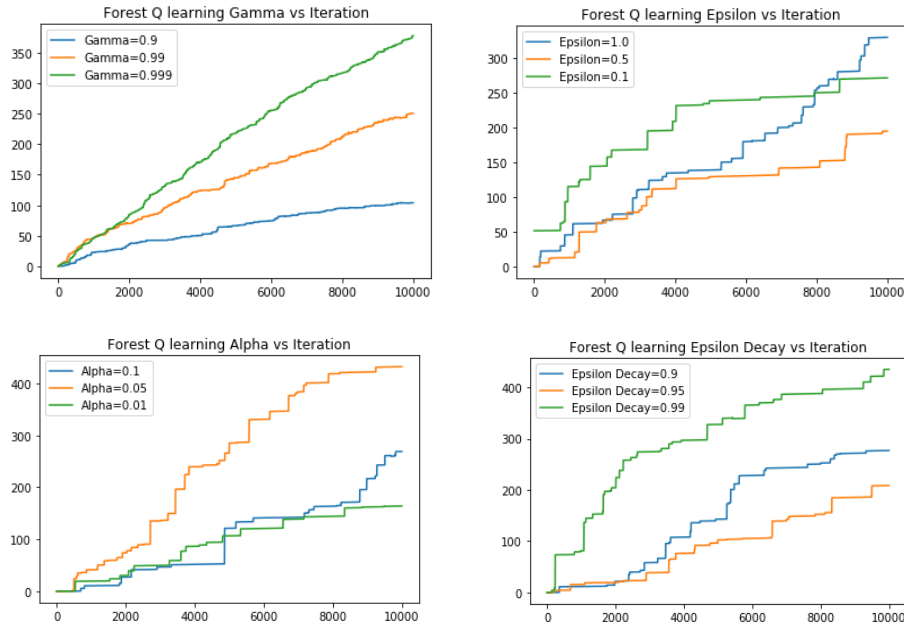 Forest Q learning Gamma vs Iteration
Gamma=0.9
Gamma=0.99
Gamma=0.999
350
300
250
200
150
100
50
0
0 2000 4000 6000 8000 10000
Forest Q learning Epsilon vs Iteration
Epsilon=1.0
Epsilon=0.5
Epsilon=0.1
300
250
200
150
100
50
0
0 2000 4000 6000 8000 10000
Forest Q learning Alpha vs Iteration
Alpha=0.1
Alpha=0.05
Alpha=0.01
400
300
200
100
0
0 2000 4000 6000 8000 10000
Forest Q learning Epsilon Decay vs Iteration
Epsilon Decay=0.9
Epsilon Decay=0.95
Epsilon Decay=0.99
400
300
200
100
0
0 2000 4000 6000 8000 10000